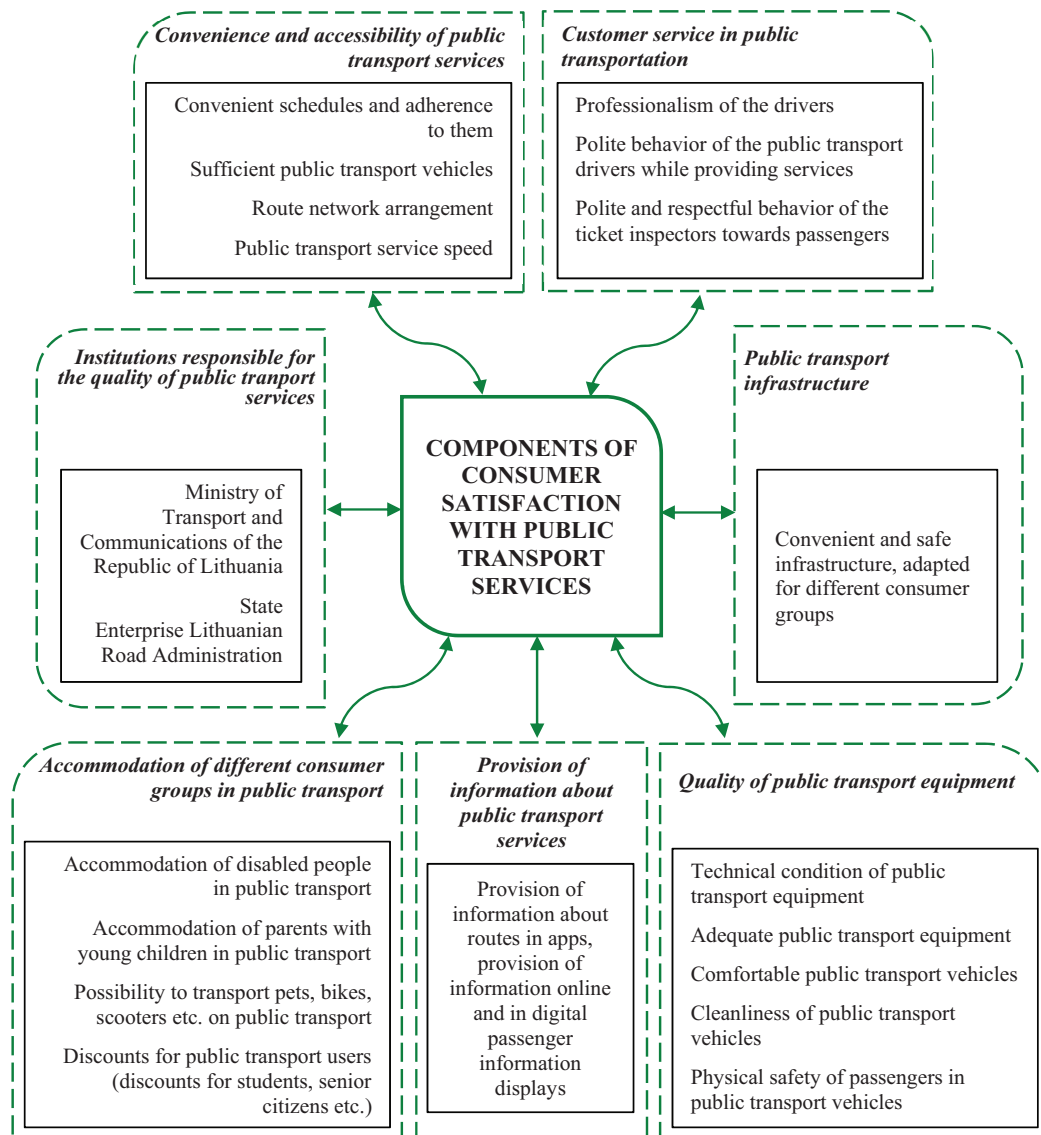 Convenience and accessibility of public
transport services
Convenient schedules and adherence
to them
Sufficient public transport vehicles
Route network arrangement
Public transport service speed
Customer service in public
transportation
Professionalism of the drivers
Polite behavior of the public transport
drivers while providing services
Polite and respectful behavior of the
ticket inspectors towards passengers
Institutions responsible for
the quality of public tranport
services
Ministry of
Transport and
Communications of the
Republic of Lithuania
State
Enterprise Lithuanian
Road Administration
COMPONENTS OF
CONSUMER
SATISFACTION
WITH PUBLIC
TRANSPORT
SERVICES
Public transport
infrastructure
Convenient and safe
infrastructure, adapted
for different consumer
groups
Accommodation of different consumer
groups in public transport
Accommodation of disabled people
in public transport
Accommodation of parents with
young children in public transport
Possibility to transport pets, bikes,
scooters etc. on public transport
Discounts for public transport users
(discounts for students, senior
citizens etc.)
Provision of
information about
public transport
services
Provision of
information about
routes in apps,
provision of
information online
and in digital
passenger
information
displays
Quality of public transport equipment
Technical condition of public
transport equipment
Adequate public transport equipment
Comfortable public transport vehicles
Cleanliness of public transport
vehicles
Physical safety of passengers in
public transport vehicles